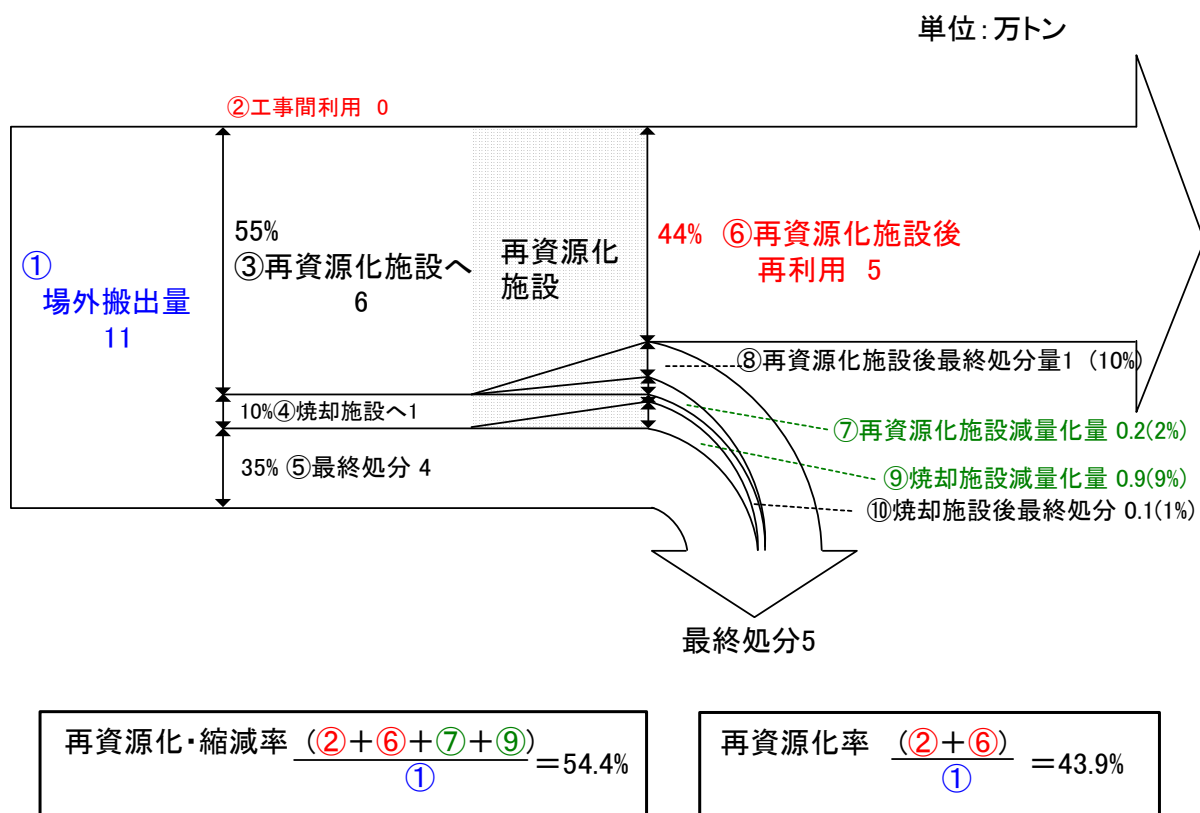 単位：万トン
②工事間利用 0
①
場外搬出量
11
55%
③再資源化施設へ
6
再資源化
施設
44% ⑥再資源化施設後
再利用 5
⑧再資源化施設後最終処分量1 (10%)
10%④焼却施設へ1
⑦再資源化施設減量化量 0.2(2%)
35% ⑤最終処分 4
⑨焼却施設減量化量 0.9(9%)
⑩焼却施設後最終処分 0.1(1%)
最終処分5
再資源化・縮減率 (②＋⑥＋⑦＋⑨)
①
＝54.4%
再資源化率 (②＋⑥)
①
＝43.9%